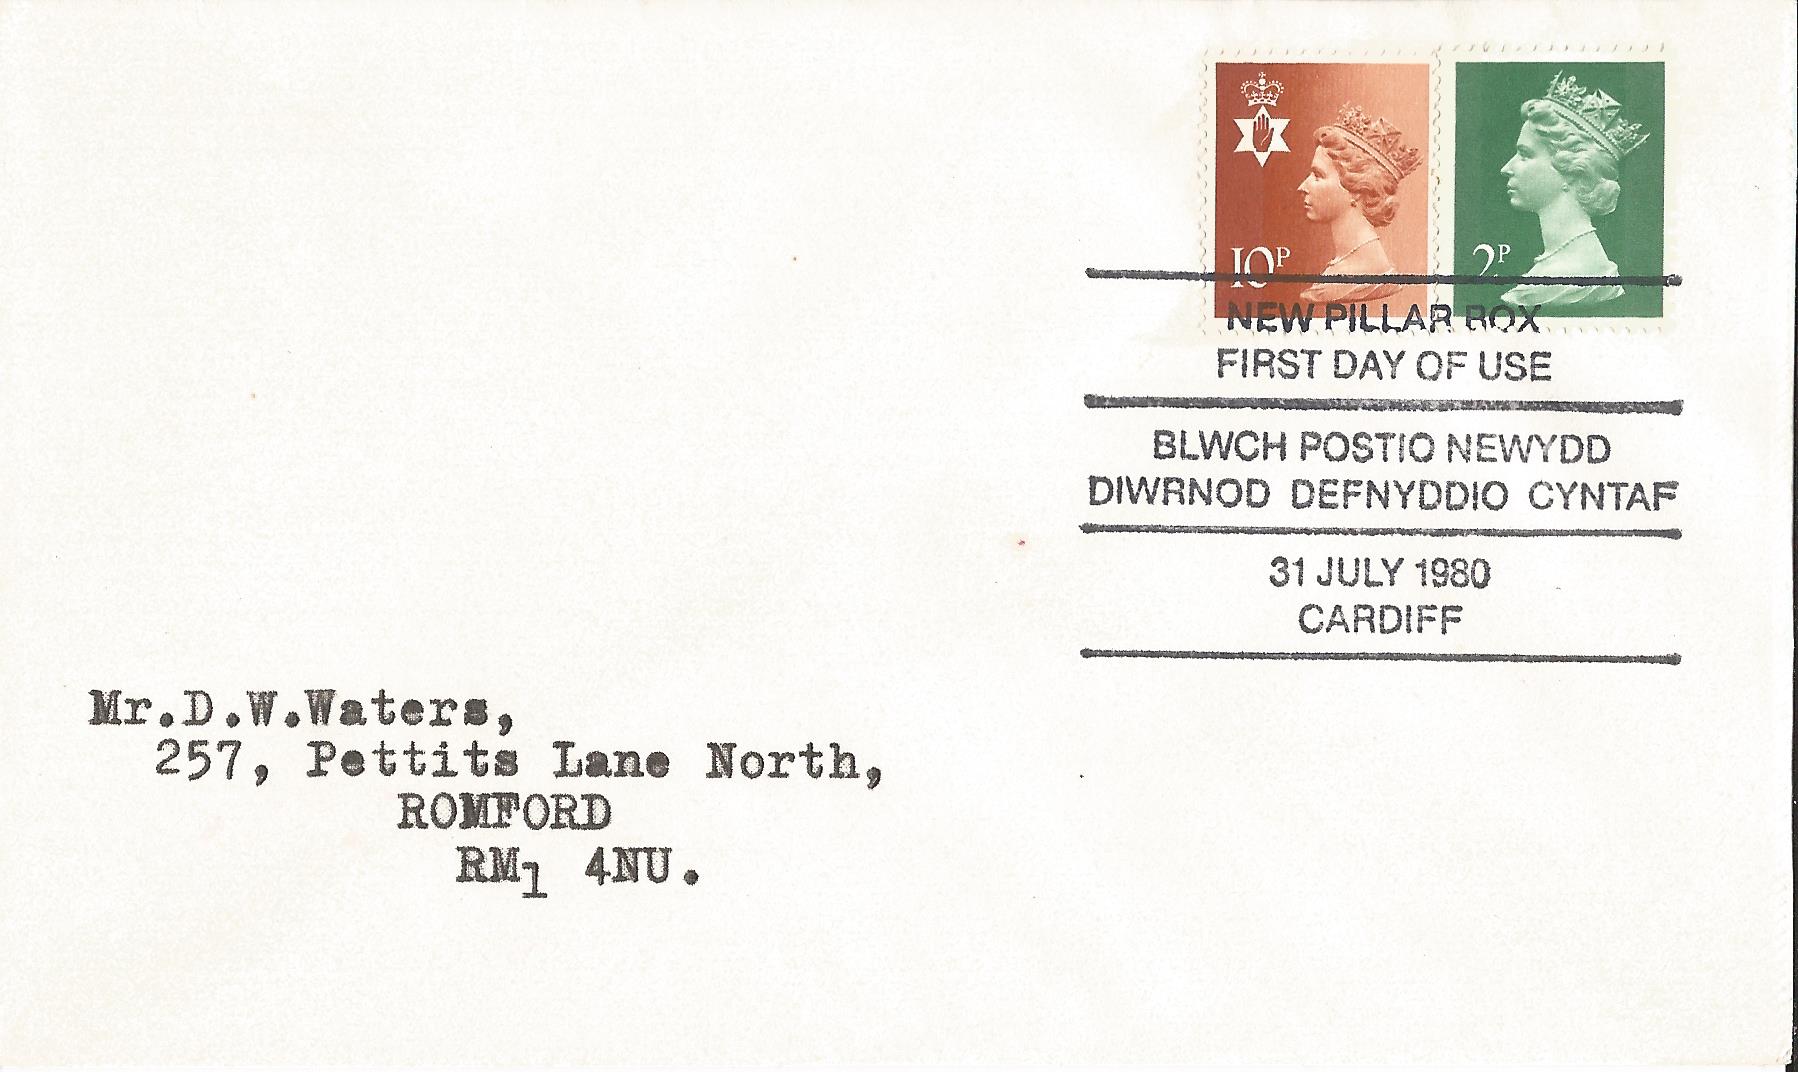 10P
2P
NEW PILLAR BOX
FIRST DAY OF USE
BLWCH POSTIO NEWYDD
DIWRNOD DEFNYDDIO CYNTAF
31 JULY 1980
CARDIFF
Mr.D.W.Waters,
257, Pettits Lane North,
ROMFORD
RM1 4NU.